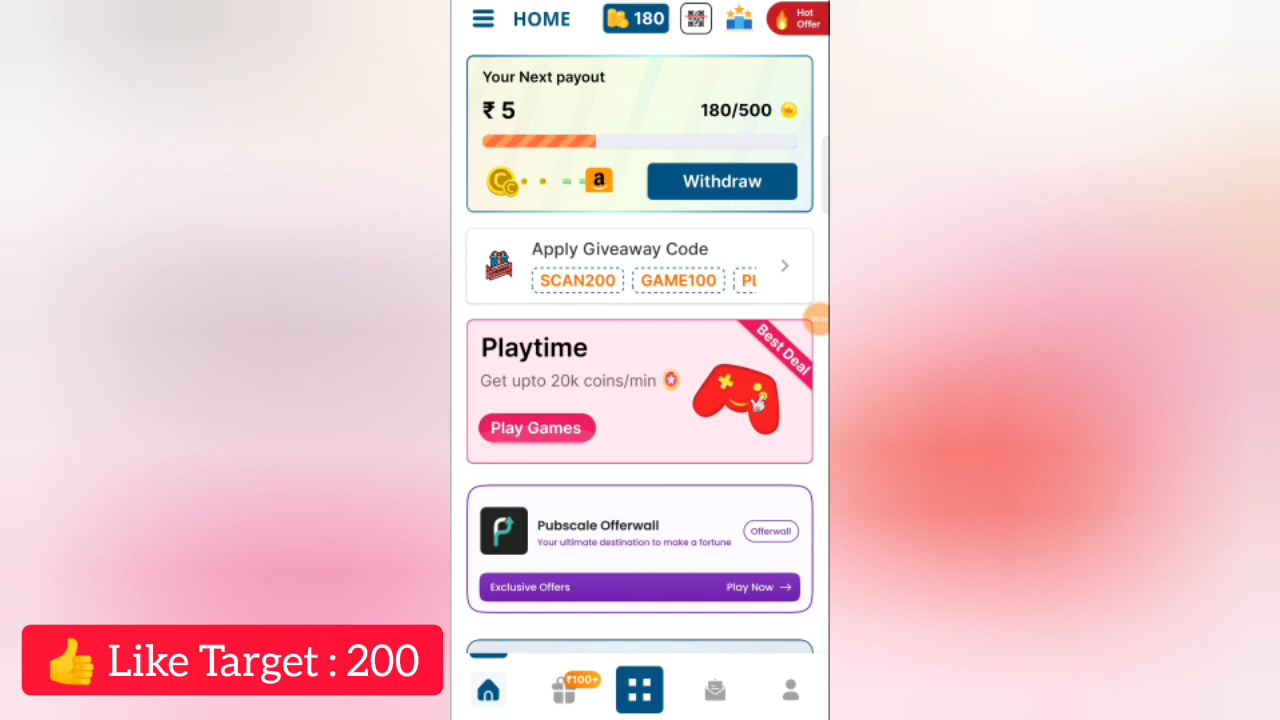 HOME
180
Hot
Offer
Your Next payout
₹ 5
180/500
a
Withdraw
Apply Giveaway Code
SCAN200
GAME100
Best Deal
Playtime
Get upto 20k coins/min
Play Games
Pubscale Offerwall
Your ultimate destination to make a fortune
Offerwall
Exclusive Offers
Play Now →
👍 Like Target : 200
₹100+